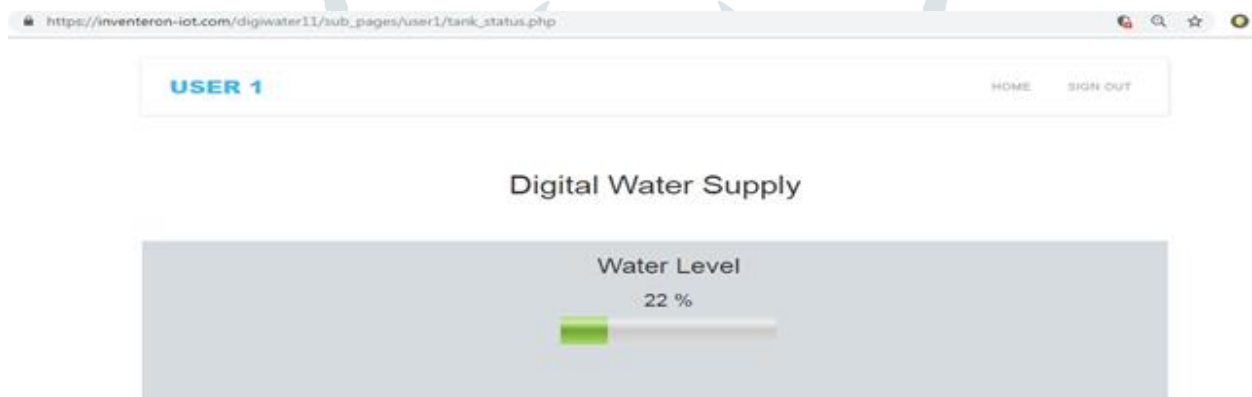 https://inventeron-iot.com/digiwater11/sub_pages/user1/tank_status.php
USER 1
HOME
SIGN OUT
Digital Water Supply
Water Level
22 %